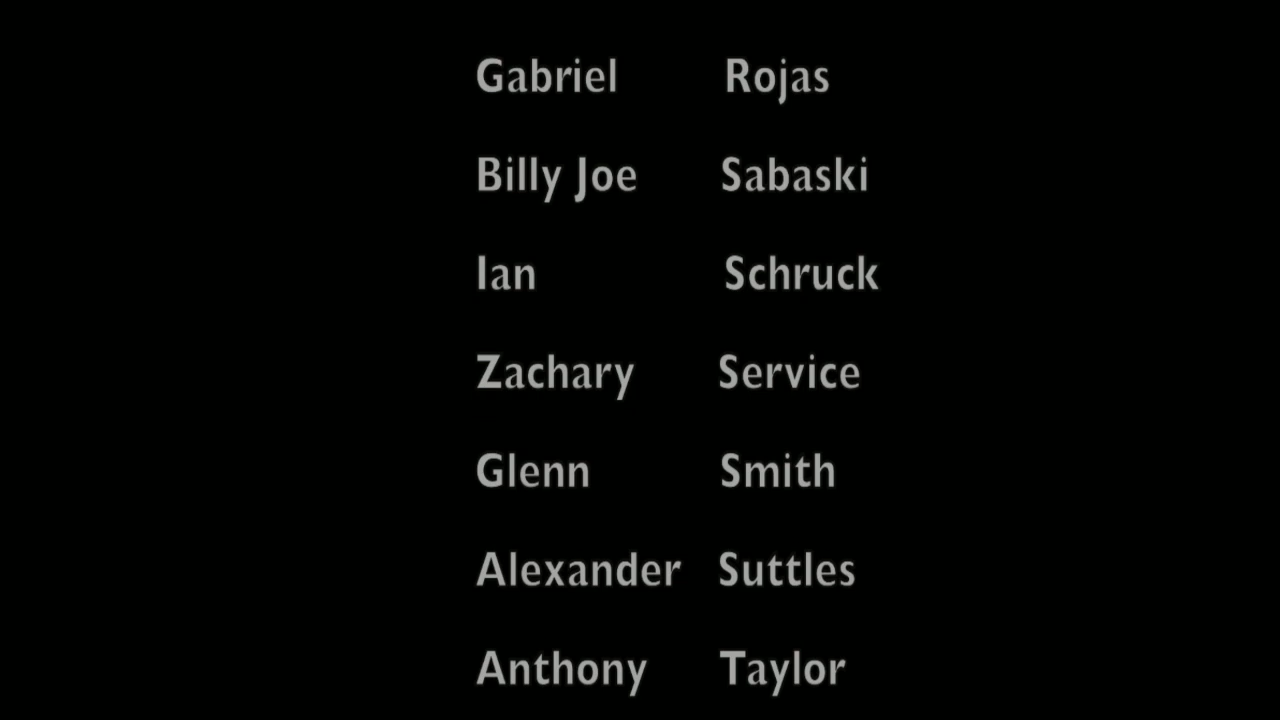 Gabriel Rojas
Billy Joe Sabaski
Ian Schruck
Zachary Service
Glenn Smith
Alexander Suttles
Anthony Taylor